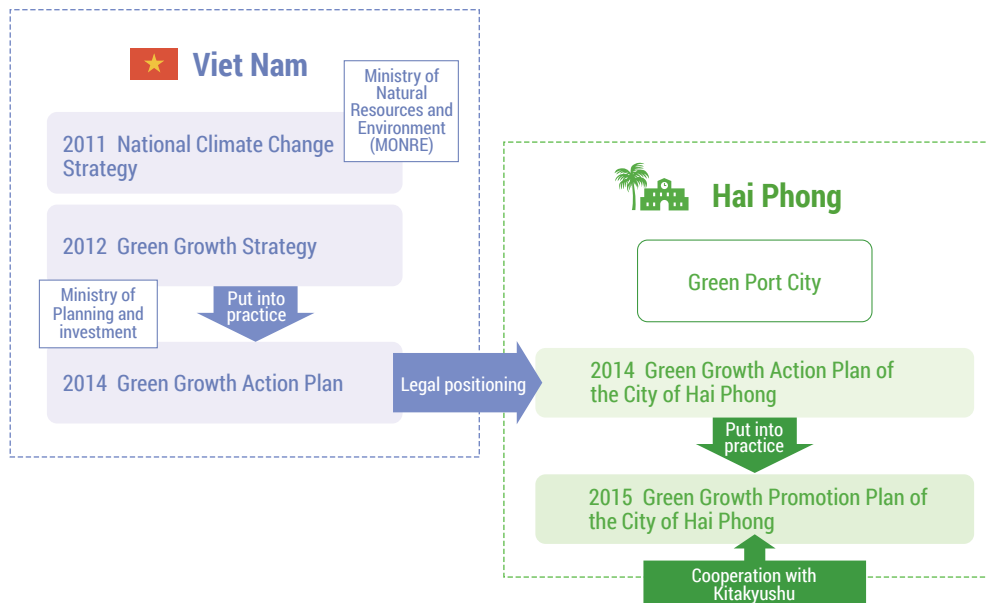 Viet Nam
Ministry of
Natural
Resources and
Environment
(MONRE)
2011 National Climate Change
Strategy
2012 Green Growth Strategy
Ministry of
Planning and
investment
Put into
practice
2014 Green Growth Action Plan
Legal positioning
Hai Phong
Green Port City
2014 Green Growth Action Plan of
the City of Hai Phong
Put into
practice
2015 Green Growth Promotion Plan of
the City of Hai Phong
Cooperation with
Kitakyushu